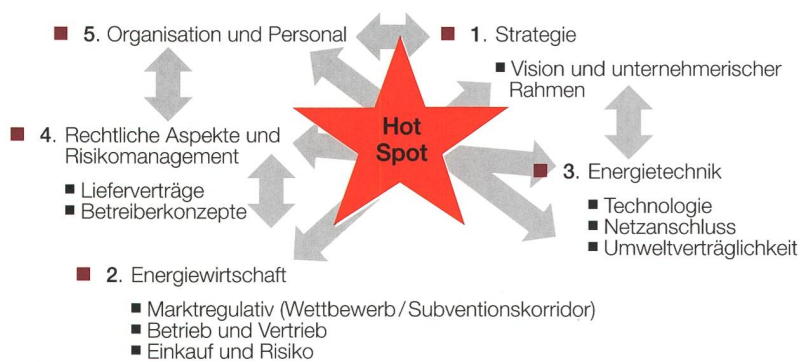 5. Organisation und Personal
1. Strategie
Vision und unternehmerischer
Rahmen
Hot
Spot
4. Rechtliche Aspekte und
Risikomanagement
Lieferverträge
Betreiberkonzepte
3. Energietechnik
Technologie
Netzanschluss
Umweltverträglichkeit
2. Energiewirtschaft
Marktregulativ (Wettbewerb/Subventionskorridor)
Betrieb und Vertrieb
Einkauf und Risiko